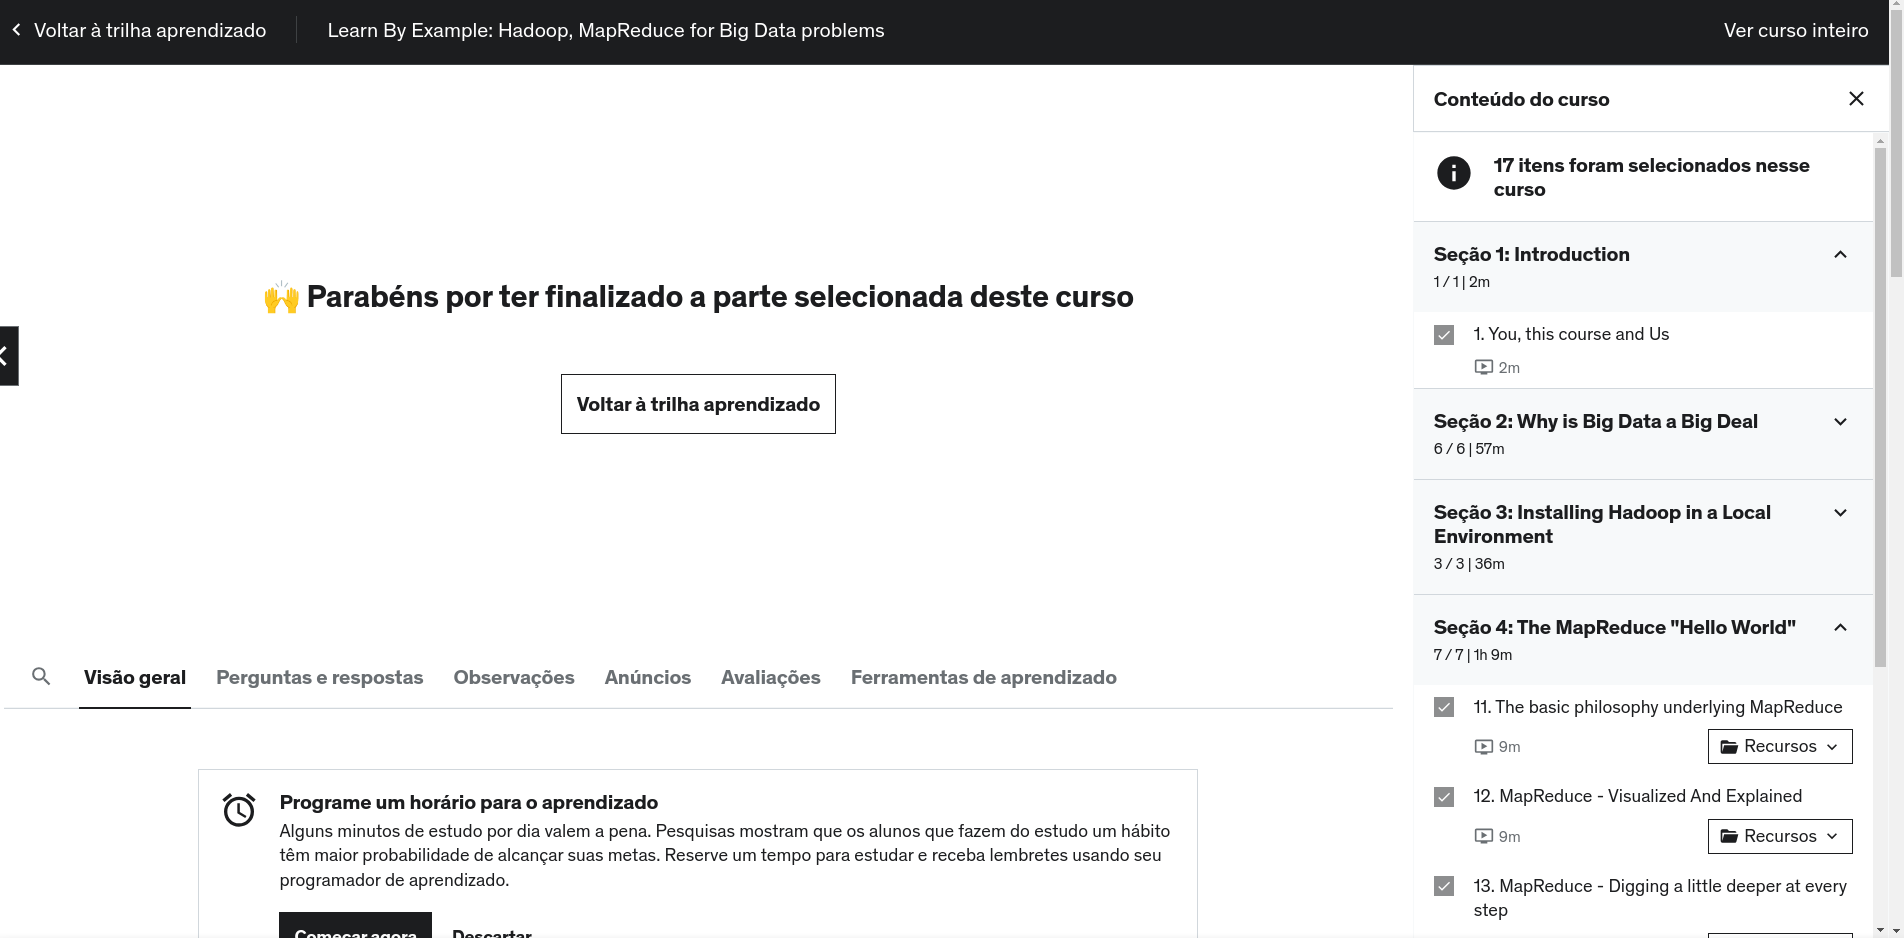 Voltar à trilha aprendizado
Learn By Example: Hadoop, MapReduce for Big Data problems
Ver curso inteiro
🙌 Parabéns por ter finalizado a parte selecionada deste curso
Voltar à trilha aprendizado
Visão geral
Perguntas e respostas
Observações
Anúncios
Avaliações
Ferramentas de aprendizado
Programe um horário para o aprendizado
Alguns minutos de estudo por dia valem a pena. Pesquisas mostram que os alunos que fazem do estudo um hábito
têm maior probabilidade de alcançar suas metas. Reserve um tempo para estudar e receba lembretes usando seu
programador de aprendizado.
Começar agora
Descartar
Conteúdo do curso
17 itens foram selecionados nesse
curso
Seção 1: Introduction
1 / 1 | 2m
1. You, this course and Us
2m
Seção 2: Why is Big Data a Big Deal
6 / 6 | 57m
Seção 3: Installing Hadoop in a Local
Environment
3 / 3 | 36m
Seção 4: The MapReduce "Hello World"
7 / 7 | 1h 9m
11. The basic philosophy underlying MapReduce
9m
Recursos
12. MapReduce - Visualized And Explained
9m
Recursos
13. MapReduce - Digging a little deeper at every
step